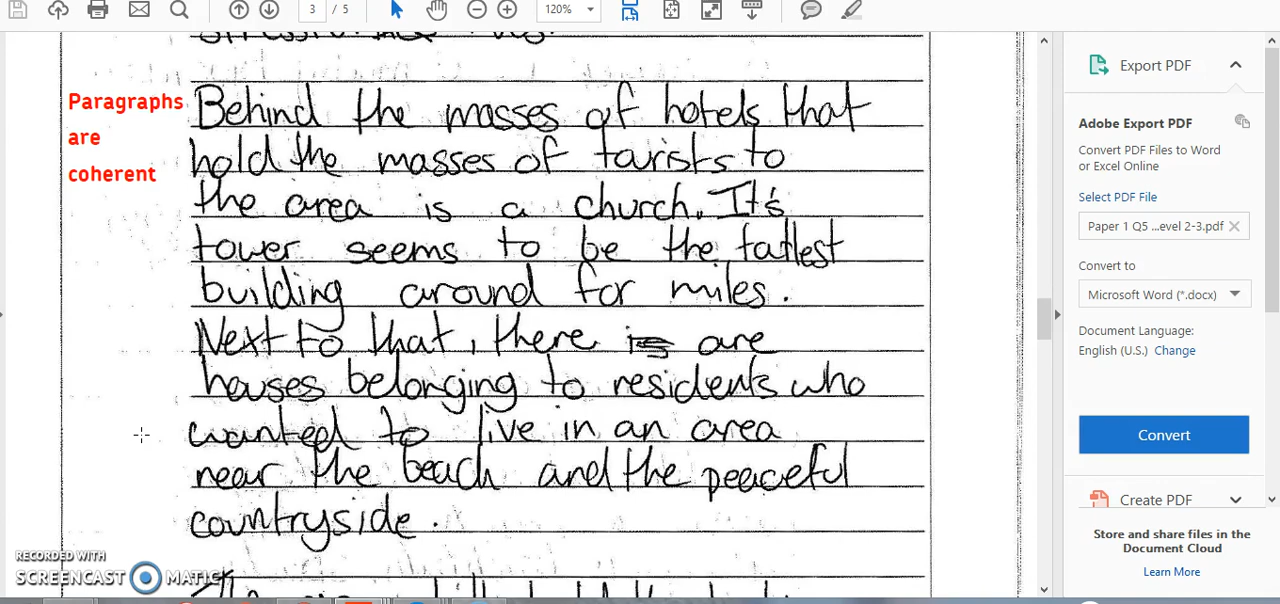 3 / 5
120%
Paragraphs
are
coherent
Behind the masses of hotels that
hold the masses of tourists to
the area is a church. It's
tower seems to be the tallest
building around for miles.
Next to that, there is are
houses belonging to residents who
wanted to live in an area
near the beach and the peaceful
countryside.
Export PDF
Adobe Export PDF
Convert PDF Files to Word
or Excel Online
Select PDF File
Paper 1 Q5 ...evel 2-3.pdf
Convert to
Microsoft Word (*.docx)
Document Language:
English (U.S.) Change
Convert
Create PDF
Store and share files in the
Document Cloud
Learn More
RECORDED WITH
SCREENCAST MATIC